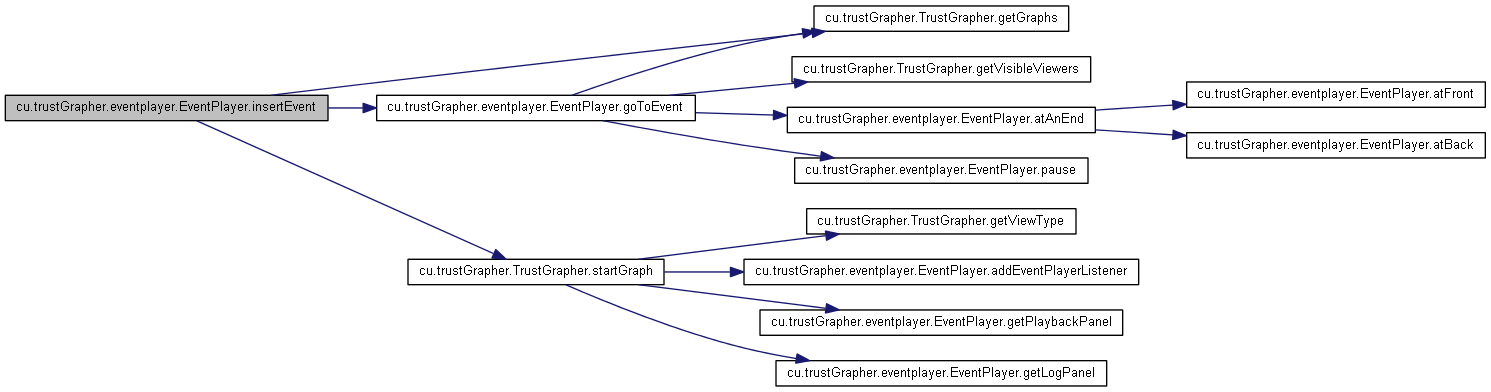 cu.trustGrapher.TrustGrapher.getGraphs
cu.trustGrapher.TrustGrapher.getVisibleViewers
cu.trustGrapher.eventplayer.EventPlayer.atFront
cu.trustGrapher.eventplayer.EventPlayer.insertEvent
cu.trustGrapher.eventplayer.EventPlayer.goToEvent
cu.trustGrapher.eventplayer.EventPlayer.atAnEnd
cu.trustGrapher.eventplayer.EventPlayer.atBack
cu.trustGrapher.eventplayer.EventPlayer.pause
cu.trustGrapher.TrustGrapher.getViewType
cu.trustGrapher.TrustGrapher.startGraph
cu.trustGrapher.eventplayer.EventPlayer.addEventPlayerListener
cu.trustGrapher.eventplayer.EventPlayer.getPlaybackPanel
cu.trustGrapher.eventplayer.EventPlayer.getLogPanel